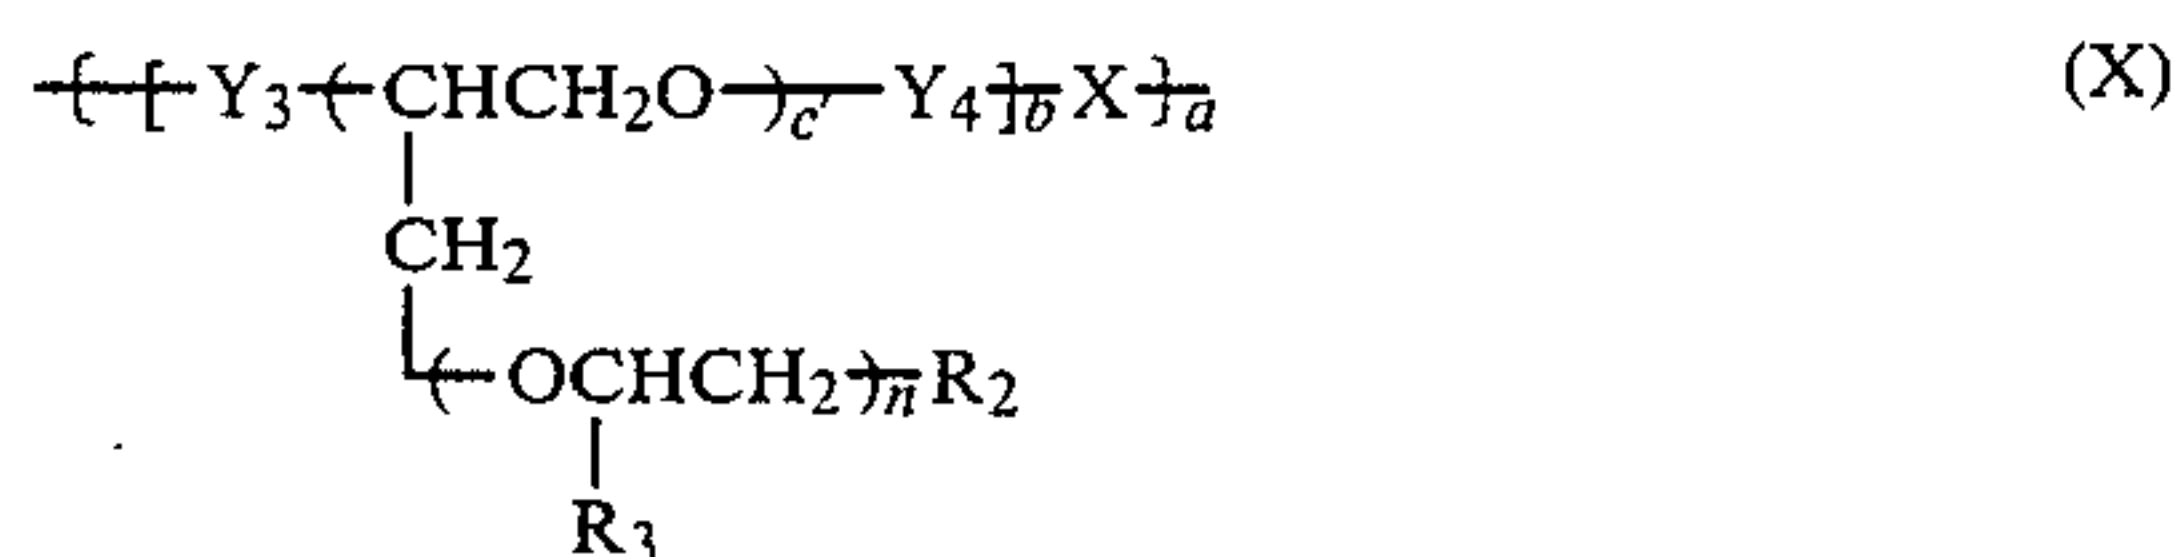 -{-[-Y₃-(-CHCH₂O-)c'-Y₄-]b-X-}a (X)
CH₂
(-OCHCH₂-)n R₂
R₃